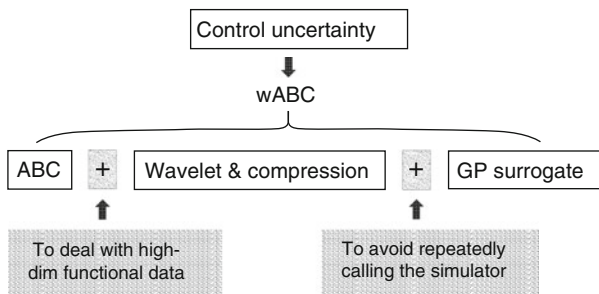 Control uncertainty
wABC
ABC + Wavelet & compression + GP surrogate
To deal with high-
dim functional data
To avoid repeatedly
calling the simulator